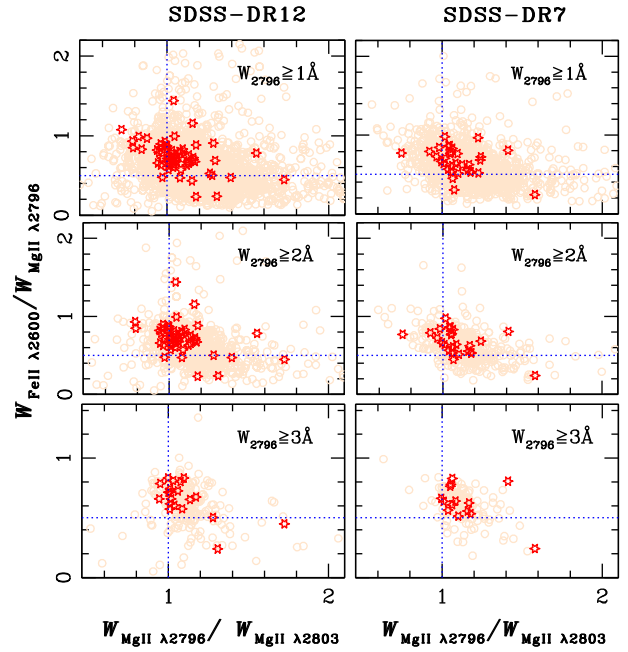 SDSS-DR12 SDSS-DR7
2
W2796≧1Å W2796≧1Å
1
0
2
W2796≧2Å W2796≧2Å
1
0
W2796≧3Å W2796≧3Å
1
0
1 2 1 2
WFeII λ2600/WMgII λ2796
WMgII λ2796/ WMgII λ2803 WMgII λ2796/WMgII λ2803